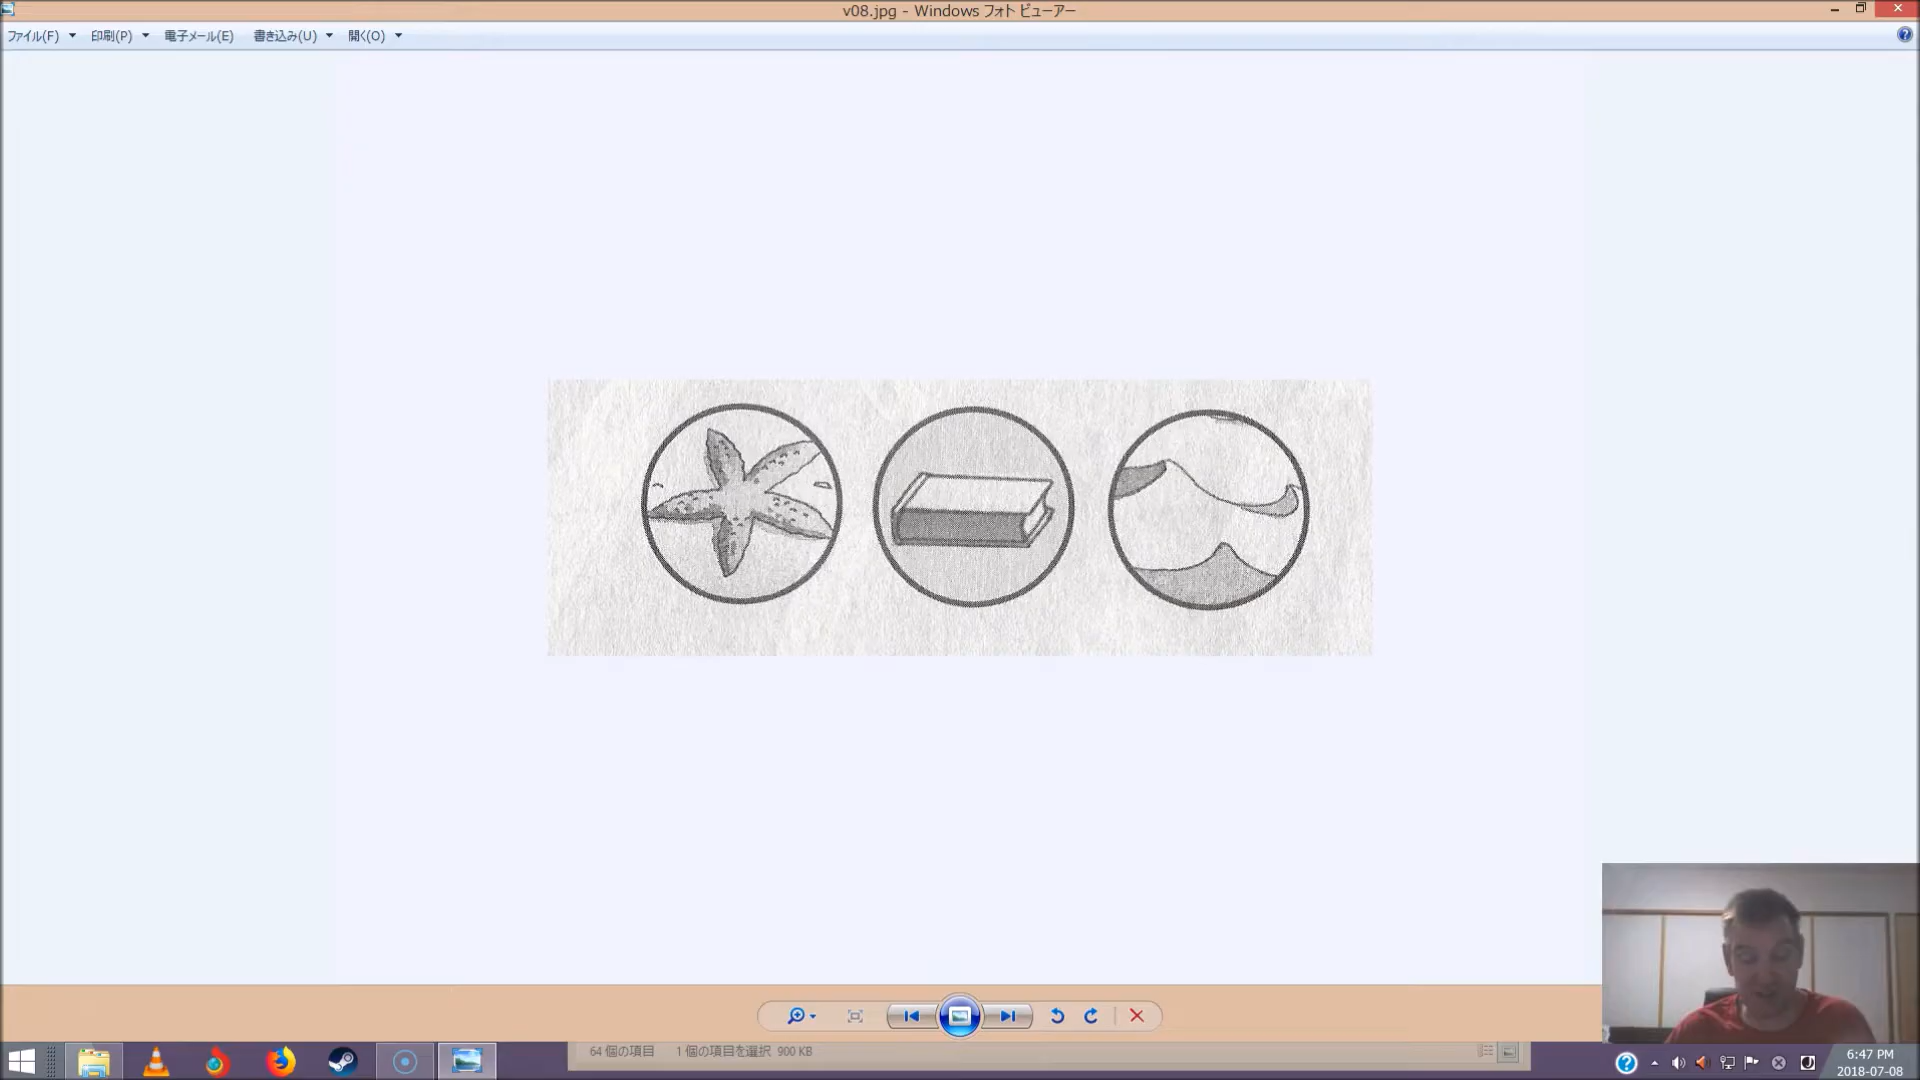 v08.jpg - Windows フォト ビューアー
ファイル(F) 印刷(P) 電子メール(E) 書き込み(U) 開く(O)
64 個の項目 1 個の項目を選択 900 KB
6:47 PM
2018-07-08